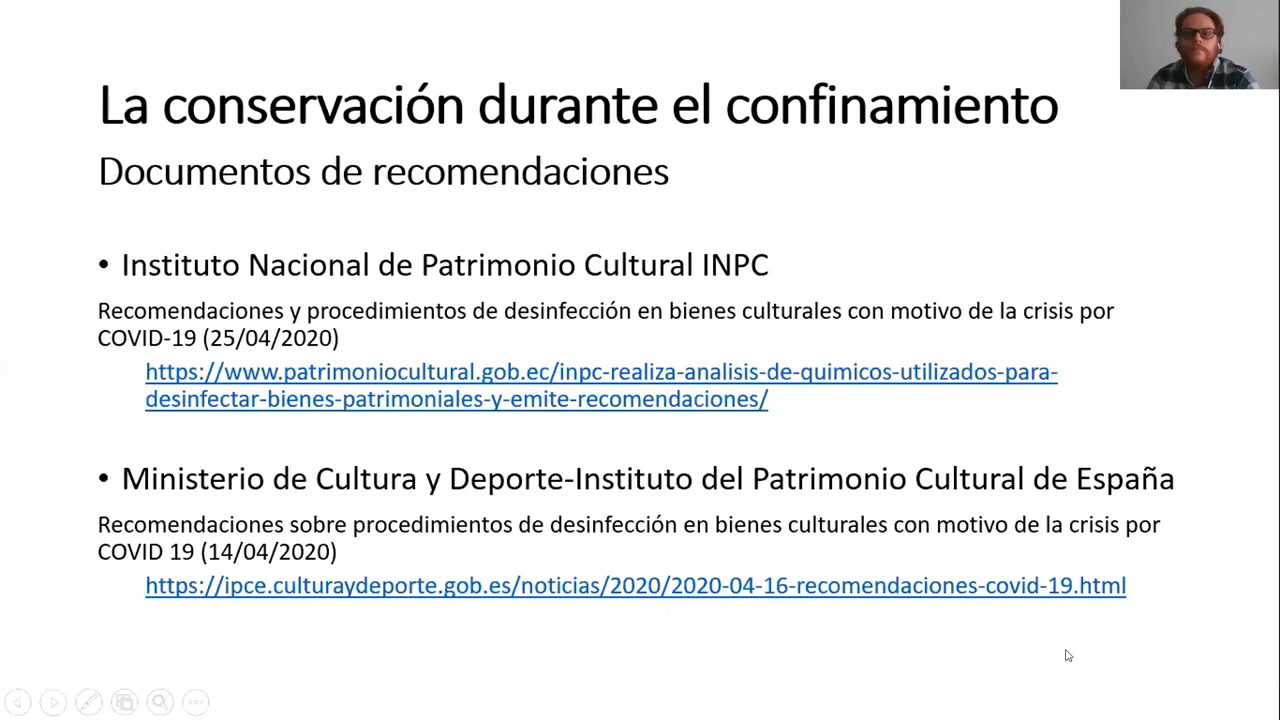 La conservación durante el confinamiento
Documentos de recomendaciones
• Instituto Nacional de Patrimonio Cultural INPC
Recomendaciones y procedimientos de desinfección en bienes culturales con motivo de la crisis por
COVID-19 (25/04/2020)
https://www.patrimoniocultural.gob.ec/inpc-realiza-analisis-de-quimicos-utilizados-para-
desinfectar-bienes-patrimoniales-y-emite-recomendaciones/
• Ministerio de Cultura y Deporte-Instituto del Patrimonio Cultural de España
Recomendaciones sobre procedimientos de desinfección en bienes culturales con motivo de la crisis por
COVID 19 (14/04/2020)
https://ipce.culturaydeporte.gob.es/noticias/2020/2020-04-16-recomendaciones-covid-19.html